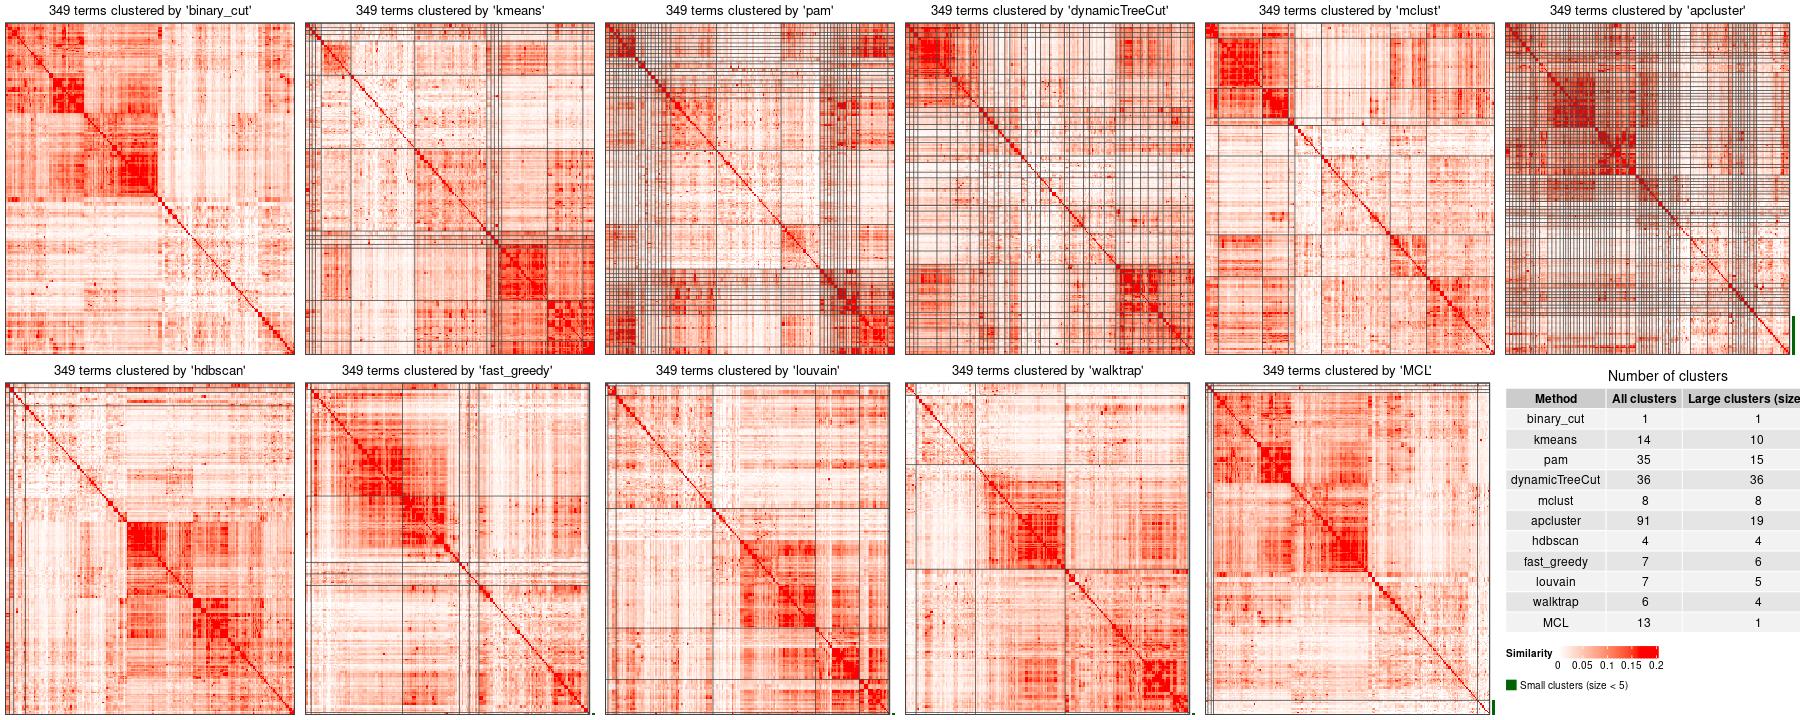 349 terms clustered by 'binary_cut'
349 terms clustered by 'kmeans'
349 terms clustered by 'pam'
349 terms clustered by 'dynamicTreeCut'
349 terms clustered by 'mclust'
349 terms clustered by 'apcluster'
349 terms clustered by 'hdbscan'
349 terms clustered by 'fast_greedy'
349 terms clustered by 'louvain'
349 terms clustered by 'walktrap'
349 terms clustered by 'MCL'
Number of clusters
Method All clusters Large clusters (size
binary_cut 1 1
kmeans 14 10
pam 35 15
dynamicTreeCut 36 36
mclust 8 8
apcluster 91 19
hdbscan 4 4
fast_greedy 7 6
louvain 7 5
walktrap 6 4
MCL 13 1
Similarity
0 0.05 0.1 0.15 0.2
Small clusters (size < 5)